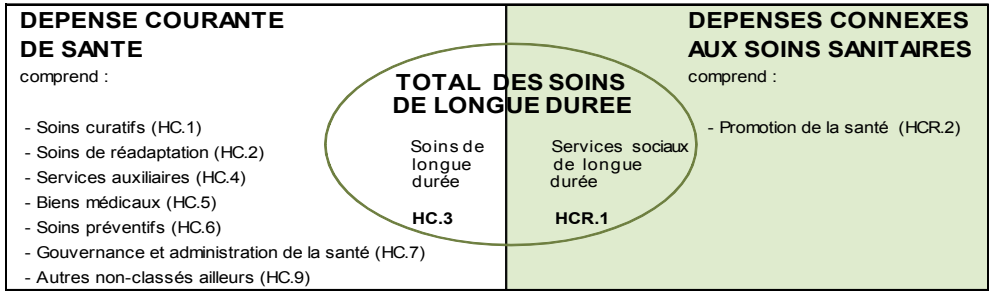 DEPENSE COURANTE
DE SANTE
comprend :
- Soins curatifs (HC.1)
- Soins de réadaptation (HC.2)
- Services auxiliaires (HC.4)
- Biens médicaux (HC.5)
- Soins préventifs (HC.6)
- Gouvernance et administration de la santé (HC.7)
- Autres non-classés ailleurs (HC.9)
TOTAL DES SOINS
DE LONGUE DUREE
Soins de
longue
durée
HC.3
Services sociaux
de longue
durée
HCR.1
DEPENSES CONNEXES
AUX SOINS SANITAIRES
comprend :
- Promotion de la santé (HCR.2)